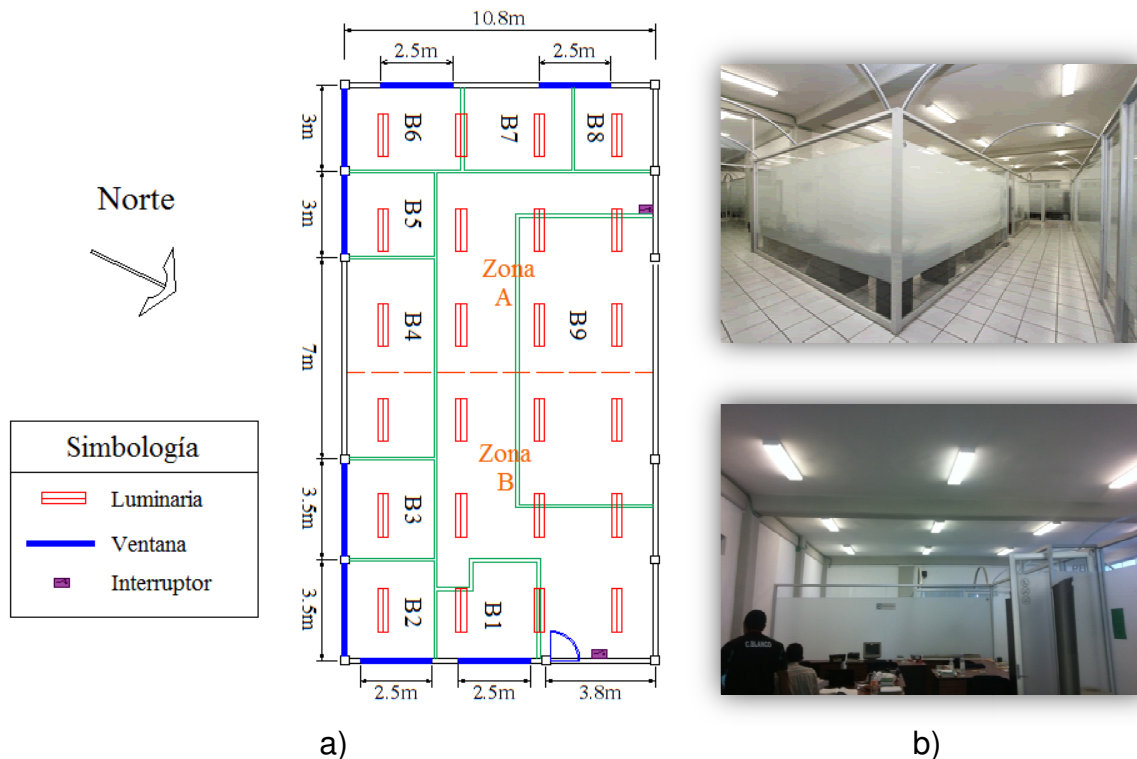 10.8m
2.5m
2.5m
3m
3m
7m
3.5m
3.5m
B6
B7
B8
B5
Zona
A
B9
B4
Zona
B
B3
B1
B2
2.5m
2.5m
3.8m
Norte
Simbología
Luminaria
Ventana
Interruptor
C.BLANCO
a)
b)